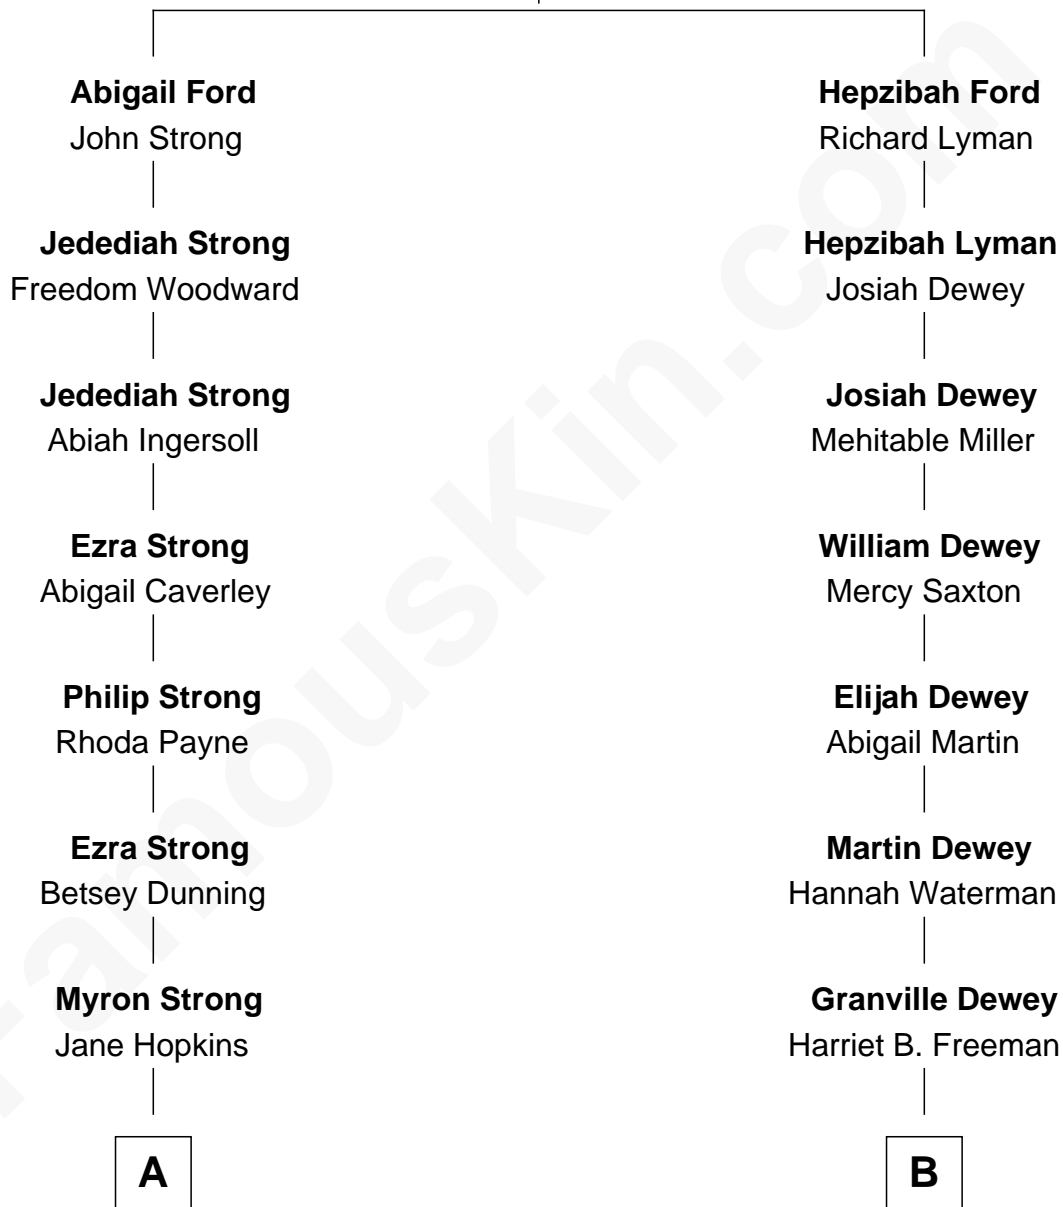 Abigail Ford
John Strong
Jedediah Strong
Freedom Woodward
Jedediah Strong
Abiah Ingersoll
Ezra Strong
Abigail Caverley
Philip Strong
Rhoda Payne
Ezra Strong
Betsey Dunning
Myron Strong
Jane Hopkins
A
Hepzibah Ford
Richard Lyman
Hepzibah Lyman
Josiah Dewey
Josiah Dewey
Mehitable Miller
William Dewey
Mercy Saxton
Elijah Dewey
Abigail Martin
Martin Dewey
Hannah Waterman
Granville Dewey
Harriet B. Freeman
B
FamousKin.com